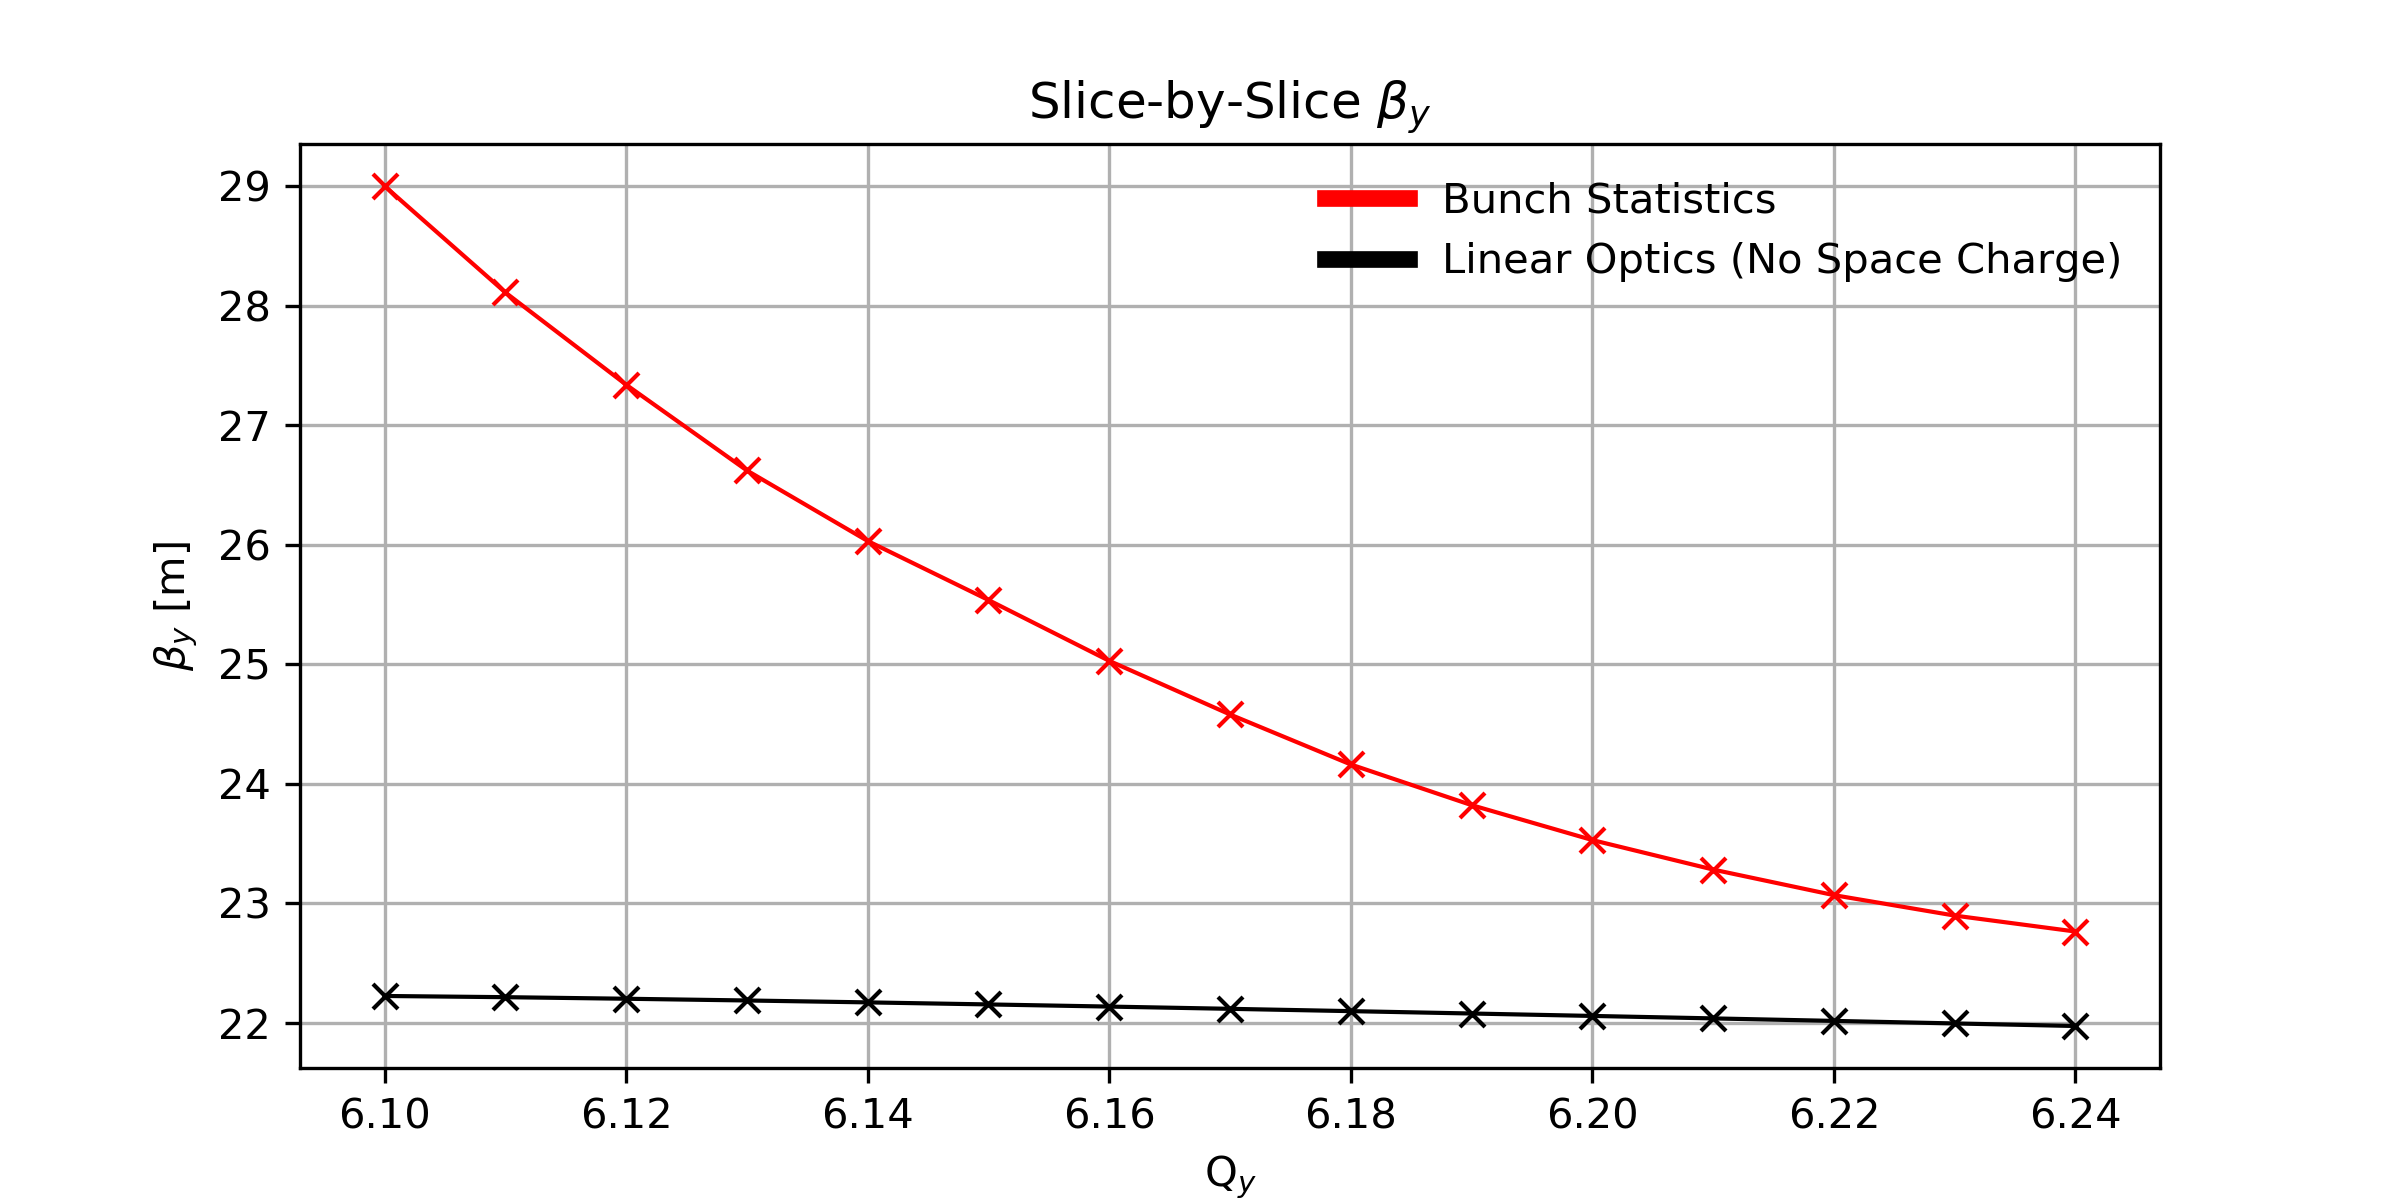 Slice-by-Slice βy
29
28
27
26
25
24
23
22
βy [m]
Bunch Statistics
Linear Optics (No Space Charge)
6.10 6.12 6.14 6.16 6.18 6.20 6.22 6.24
Qy